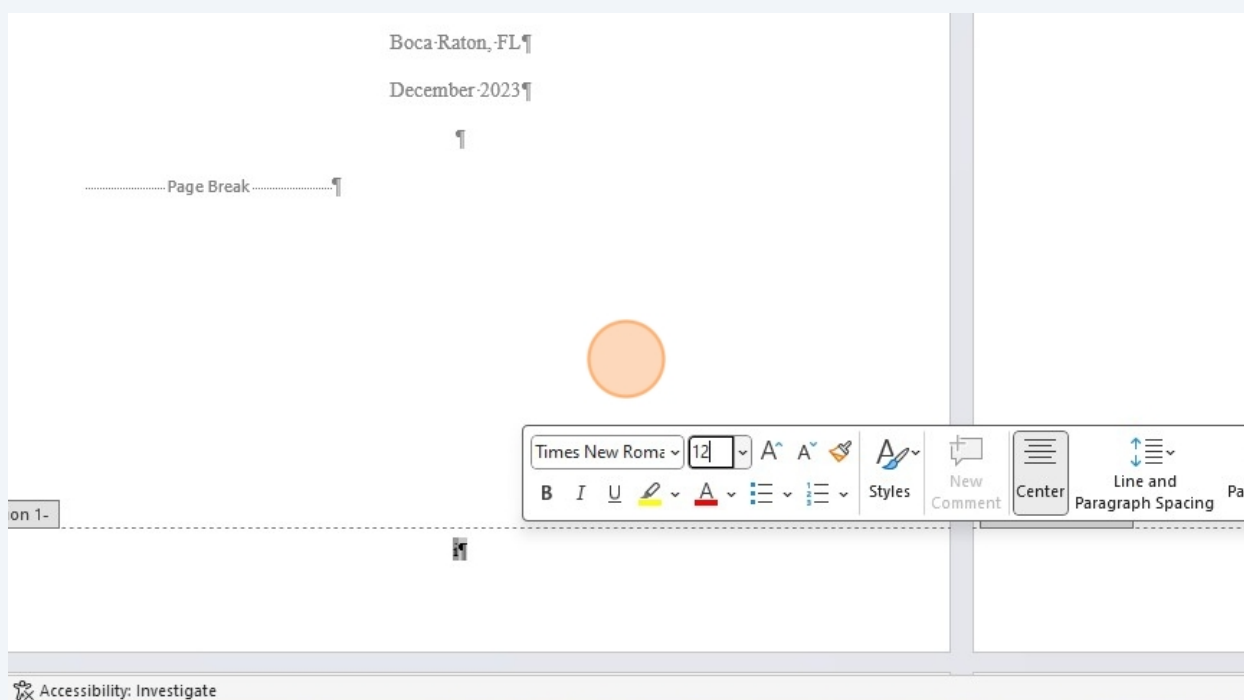 Boca·Raton,·FL¶
December·2023¶
¶
Page Break ¶
Times New Roma 12 A A A
B I U A Styles New Comment Center Line and Paragraph Spacing Pa
on 1-
i¶
Accessibility: Investigate